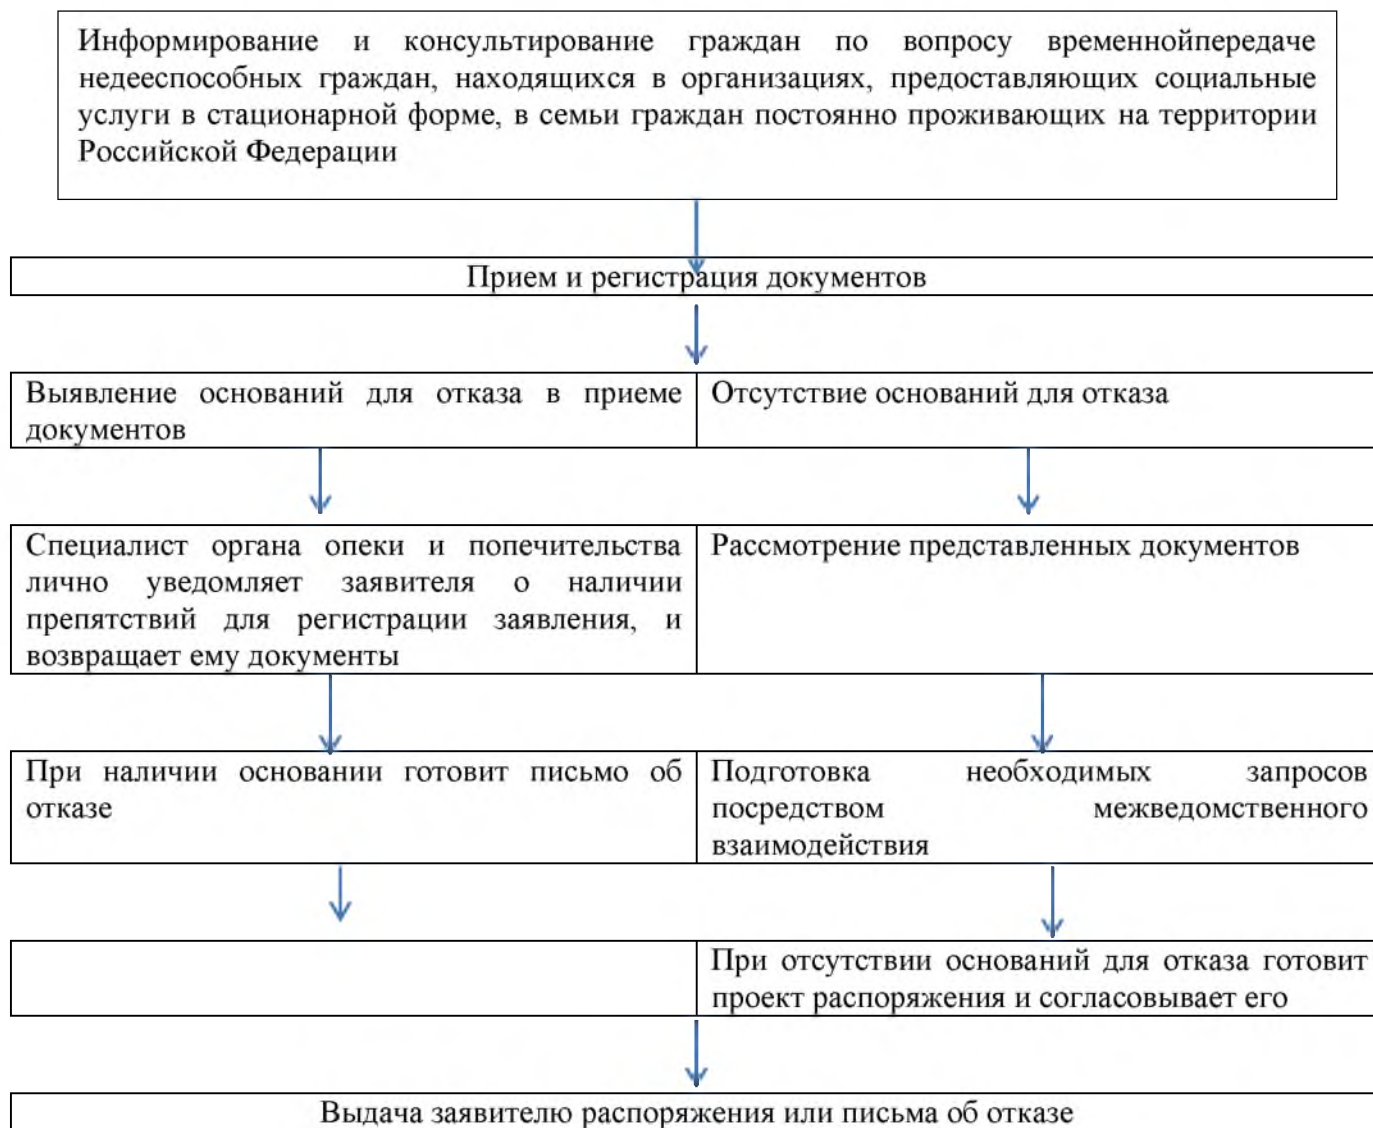 Информирование и консультирование граждан по вопросу временнойпередаче
недееспособных граждан, находящихся в организациях, предоставляющих социальные
услуги в стационарной форме, в семьи граждан постоянно проживающих на территории
Российской Федерации
Прием и регистрация документов
Выявление оснований для отказа в приеме
документов
Отсутствие оснований для отказа
Специалист органа опеки и попечительства
лично уведомляет заявителя о наличии
препятствий для регистрации заявления, и
возвращает ему документы
Рассмотрение представленных документов
При наличии основании готовит письмо об
отказе
Подготовка необходимых запросов
посредством межведомственного
взаимодействия
При отсутствии оснований для отказа готовит
проект распоряжения и согласовывает его
Выдача заявителю распоряжения или письма об отказе